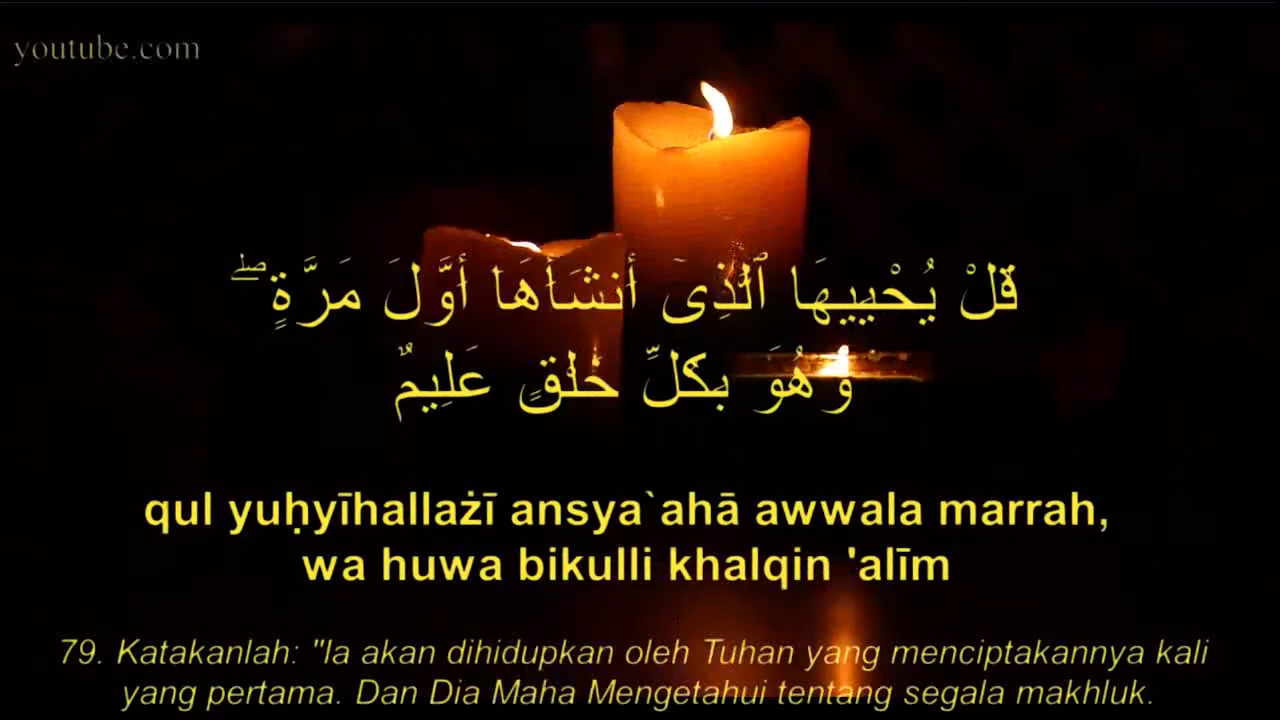 youtube.com
قُلْ يُحْيِيهَا ٱلَّذِىٓ أَنشَأَهَآ أَوَّلَ مَرَّةٍ ۖ
وَهُوَ بِكُلِّ خَلْقٍ عَلِيمٌ
qul yuḥyīhallażī ansya`ahā awwala marrah,
wa huwa bikulli khalqin 'alīm
79. Katakanlah: "Ia akan dihidupkan oleh Tuhan yang menciptakannya kali
yang pertama. Dan Dia Maha Mengetahui tentang segala makhluk.